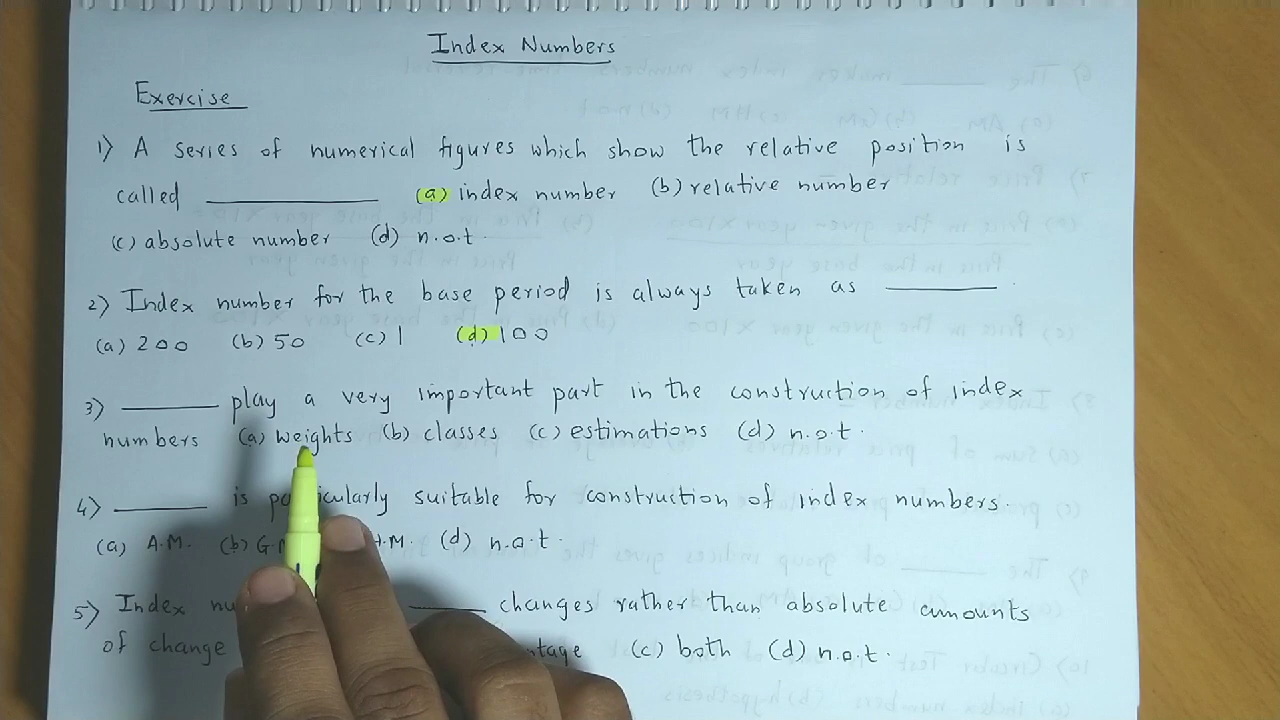 Index Numbers
Exercise
1) A series of numerical figures which show the relative position is
called ________ (a) index number (b) relative number
(c) absolute number (d) n.o.t.
2) Index number for the base period is always taken as ________.
(a) 200 (b) 50 (c) 1 (d) 100
3) ________ play a very important part in the construction of index
numbers (a) weights (b) classes (c) estimations (d) n.o.t.
4) ________ is particularly suitable for construction of index numbers.
(a) A.M. (b) G.M. (d) n.o.t.
5) Index ________ changes rather than absolute amounts
of change (c) both (d) n.o.t.